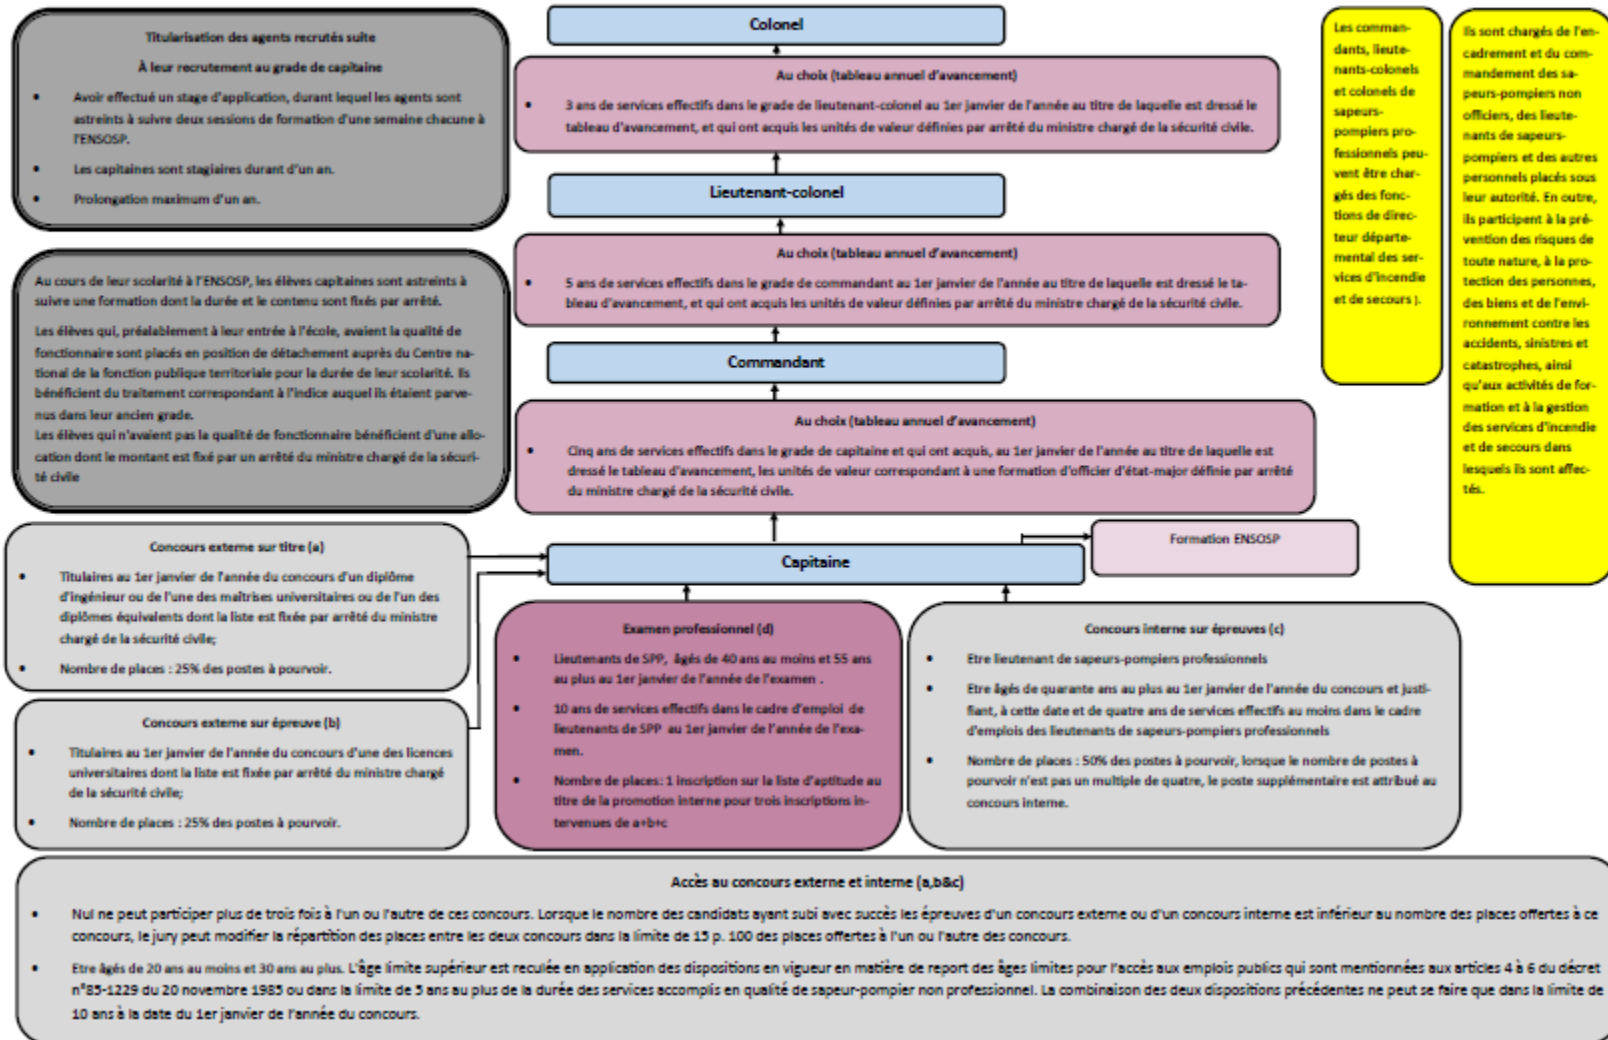 Titularisation des agents recrutés suite
À leur recrutement au grade de capitaine
• Avoir effectué un stage d'application, durant lequel les agents sont
astreints à suivre deux sessions de formation d'une semaine chacune à
l'ENSOSP.
• Les capitaines sont stagiaires durant d'un an.
• Prolongation maximum d'un an.
Au cours de leur scolarité à l'ENSOSP, les élèves capitaines sont astreints à
suivre une formation dont la durée et le contenu sont fixés par arrêté.
Les élèves qui, préalablement à leur entrée à l'école, avaient la qualité de
fonctionnaire sont placés en position de détachement auprès du Centre na-
tional de la fonction publique territoriale pour la durée de leur scolarité. Ils
bénéficient du traitement correspondant à l'indice auquel ils étaient parve-
nus dans leur ancien grade.
Les élèves qui n'avaient pas la qualité de fonctionnaire bénéficient d'une allo-
cation dont le montant est fixé par un arrêté du ministre chargé de la sécuri-
té civile
Colonel
Au choix (tableau annuel d'avancement)
• 3 ans de services effectifs dans le grade de lieutenant-colonel au 1er janvier de l'année au titre de laquelle est dressé le
tableau d'avancement, et qui ont acquis les unités de valeur définies par arrêté du ministre chargé de la sécurité civile.
Lieutenant-colonel
Au choix (tableau annuel d'avancement)
• 5 ans de services effectifs dans le grade de commandant au 1er janvier de l'année au titre de laquelle est dressé le ta-
bleau d'avancement, et qui ont acquis les unités de valeur définies par arrêté du ministre chargé de la sécurité civile.
Commandant
Au choix (tableau annuel d'avancement)
• Cinq ans de services effectifs dans le grade de capitaine et qui ont acquis, au 1er janvier de l'année au titre de laquelle est
dressé le tableau d'avancement, les unités de valeur correspondant à une formation d'officier d'état-major définie par arrêté
du ministre chargé de la sécurité civile.
Capitaine
Formation ENSOSP
Les comman-
dants, lieute-
nants-colonels
et colonels de
sapeurs-
pompiers pro-
fessionnels peu-
vent être char-
gés des fonc-
tions de direc-
teur départe-
mental des ser-
vices d'incendie
et de secours ).
Ils sont chargés de l'en-
cadrement et du com-
mandement des sa-
peurs-pompiers non
officiers, des lieute-
nants de sapeurs-
pompiers et des autres
personnels placés sous
leur autorité. En outre,
ils participent à la pré-
vention des risques de
toute nature, à la pro-
tection des personnes,
des biens et de l'envi-
ronnement contre les
accidents, sinistres et
catastrophes, ainsi
qu'aux activités de for-
mation et à la gestion
des services d'incendie
et de secours dans
lesquels ils sont affec-
tés.
Concours externe sur titre (a)
• Titulaires au 1er janvier de l'année du concours d'un diplôme
d'ingénieur ou de l'une des maîtrises universitaires ou de l'un des
diplômes équivalents dont la liste est fixée par arrêté du ministre
chargé de la sécurité civile;
• Nombre de places : 25% des postes à pourvoir.
Concours externe sur épreuve (b)
• Titulaires au 1er janvier de l'année du concours d'une des licences
universitaires dont la liste est fixée par arrêté du ministre chargé
de la sécurité civile;
• Nombre de places : 25% des postes à pourvoir.
Examen professionnel (d)
• Lieutenants de SPP, âgés de 40 ans au moins et 55 ans
au plus au 1er janvier de l'année de l'examen .
• 10 ans de services effectifs dans le cadre d'emploi de
lieutenants de SPP au 1er janvier de l'année de l'exa-
men.
• Nombre de places: 1 inscription sur la liste d'aptitude au
titre de la promotion interne pour trois inscriptions in-
tervenues de a+b+c
Concours interne sur épreuves (c)
• Etre lieutenant de sapeurs-pompiers professionnels
• Etre âgés de quarante ans au plus au 1er janvier de l'année du concours et justi-
fiant, à cette date et de quatre ans de services effectifs au moins dans le cadre
d'emplois des lieutenants de sapeurs-pompiers professionnels
• Nombre de places : 50% des postes à pourvoir, lorsque le nombre de postes à
pourvoir n'est pas un multiple de quatre, le poste supplémentaire est attribué au
concours interne.
Accès au concours externe et interne (a,b&c)
• Nul ne peut participer plus de trois fois à l'un ou l'autre de ces concours. Lorsque le nombre des candidats ayant subi avec succès les épreuves d'un concours externe ou d'un concours interne est inférieur au nombre des places offertes à ce
concours, le jury peut modifier la répartition des places entre les deux concours dans la limite de 15 p. 100 des places offertes à l'un ou l'autre des concours.
• Etre âgés de 20 ans au moins et 30 ans au plus. L'âge limite supérieur est reculée en application des dispositions en vigueur en matière de report des âges limites pour l'accès aux emplois publics qui sont mentionnées aux articles 4 à 6 du décret
n°85-1229 du 20 novembre 1985 ou dans la limite de 5 ans au plus de la durée des services accomplis en qualité de sapeur-pompier non professionnel. La combinaison des deux dispositions précédentes ne peut se faire que dans la limite de
10 ans à la date du 1er janvier de l'année du concours.